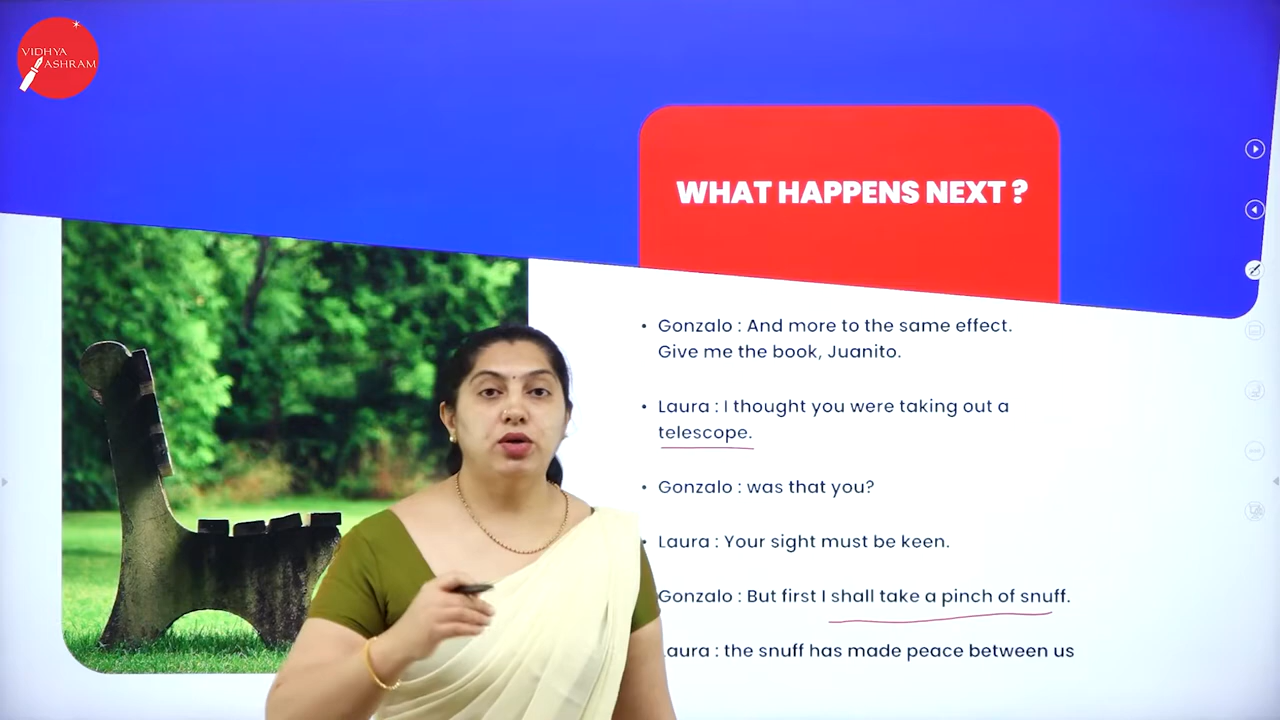 VIDHYA
ASHRAM
WHAT HAPPENS NEXT ?
• Gonzalo : And more to the same effect.
Give me the book, Juanito.
• Laura : I thought you were taking out a
telescope.
• Gonzalo : was that you?
• Laura : Your sight must be keen.
Gonzalo : But first I shall take a pinch of snuff.
Laura : the snuff has made peace between us